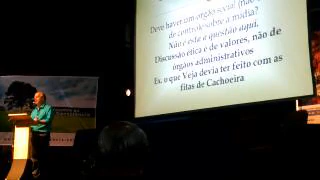 Deve haver um órgão social (não
de controle sobre a mídia?
Não é esta a questão aqui.
Discussão ética e de valores, não de
órgãos administrativos
Ex. o que Veja devia ter feito com as
fitas de Cachoeira